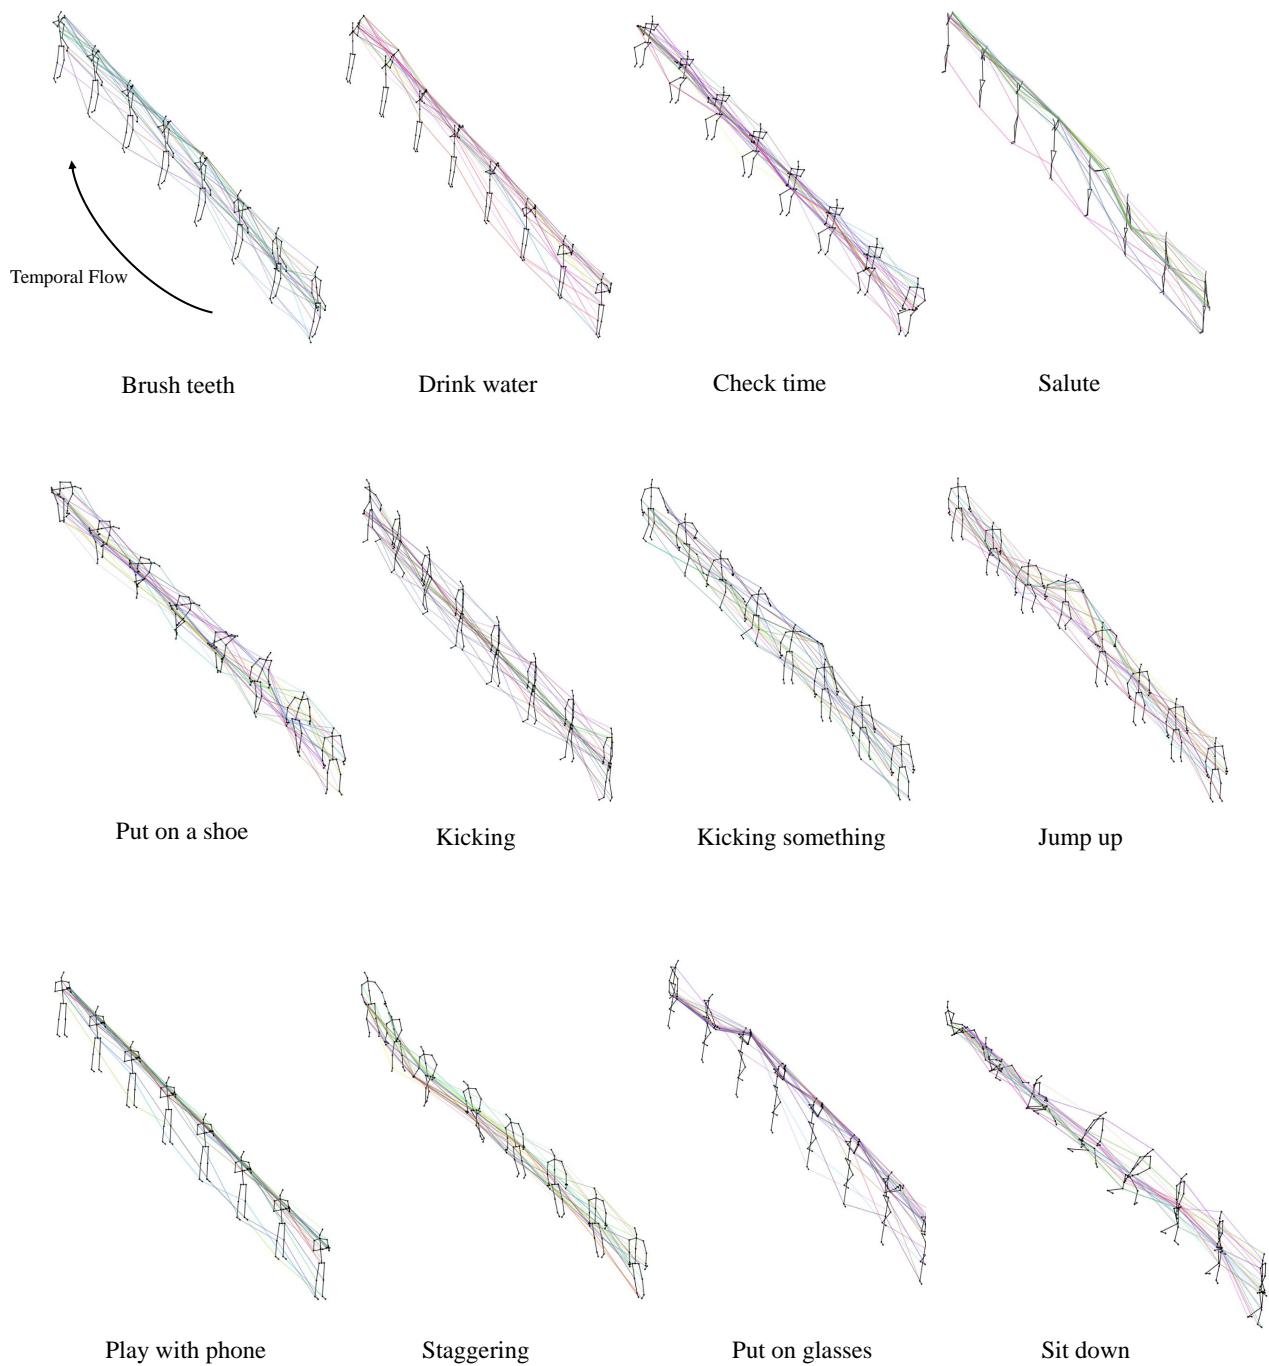 Temporal Flow
Brush teeth
Drink water
Check time
Salute
Put on a shoe
Kicking
Kicking something
Jump up
Play with phone
Staggering
Put on glasses
Sit down